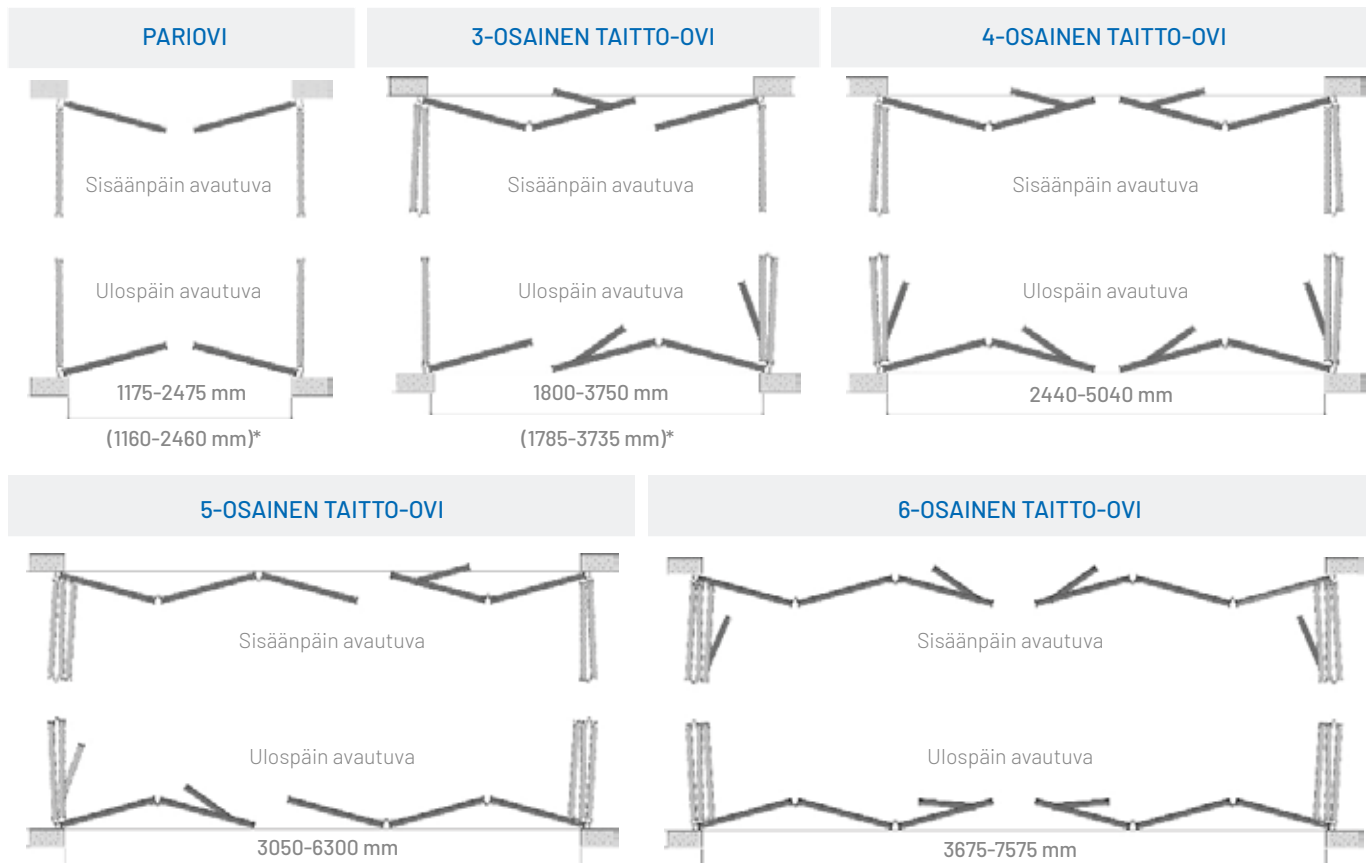 PARIOVI
Sisäänpäin avautuva
Ulospäin avautuva
1175-2475 mm
(1160-2460 mm)*
3-OSAINEN TAITTO-OVI
Sisäänpäin avautuva
Ulospäin avautuva
1800-3750 mm
(1785-3735 mm)*
4-OSAINEN TAITTO-OVI
Sisäänpäin avautuva
Ulospäin avautuva
2440-5040 mm
5-OSAINEN TAITTO-OVI
Sisäänpäin avautuva
Ulospäin avautuva
3050-6300 mm
6-OSAINEN TAITTO-OVI
Sisäänpäin avautuva
Ulospäin avautuva
3675-7575 mm